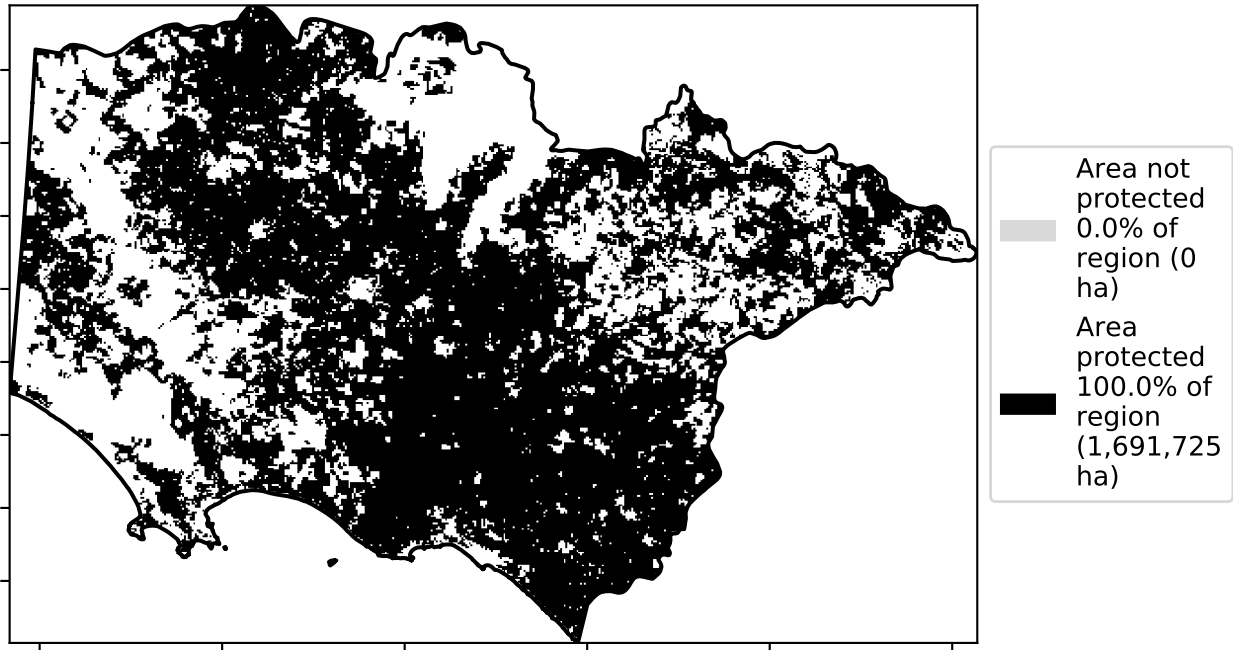 Area not
protected
0.0% of
region (0
ha)
Area
protected
100.0% of
region
(1,691,725
ha)